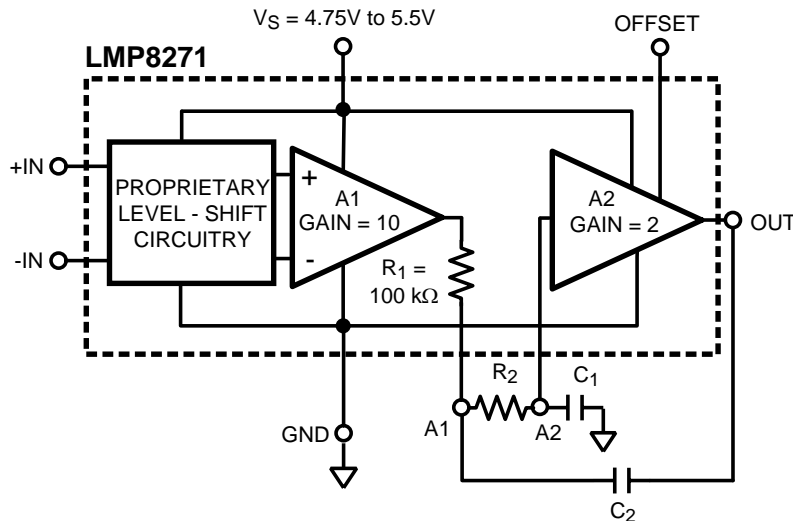 V_S = 4.75V to 5.5V
OFFSET
LMP8271
+IN
PROPRIETARY
LEVEL - SHIFT
CIRCUITRY
-IN
+
-
A1
GAIN = 10
R_1 =
100 kΩ
A2
GAIN = 2
OUT
GND
A1
R_2
A2
C_1
C_2